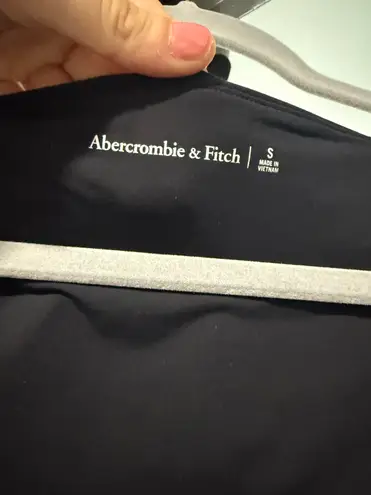 Abercrombie & Fitch | S
MADE IN
VIETNAM